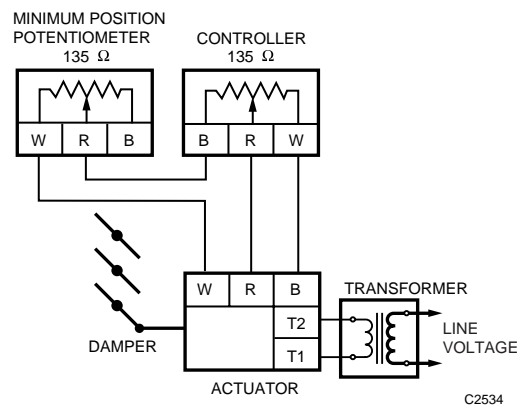 MINIMUM POSITION
POTENTIOMETER
135 Ω
CONTROLLER
135 Ω
W R B
B R W
W R B
T2
T1
DAMPER
ACTUATOR
TRANSFORMER
LINE
VOLTAGE
C2534